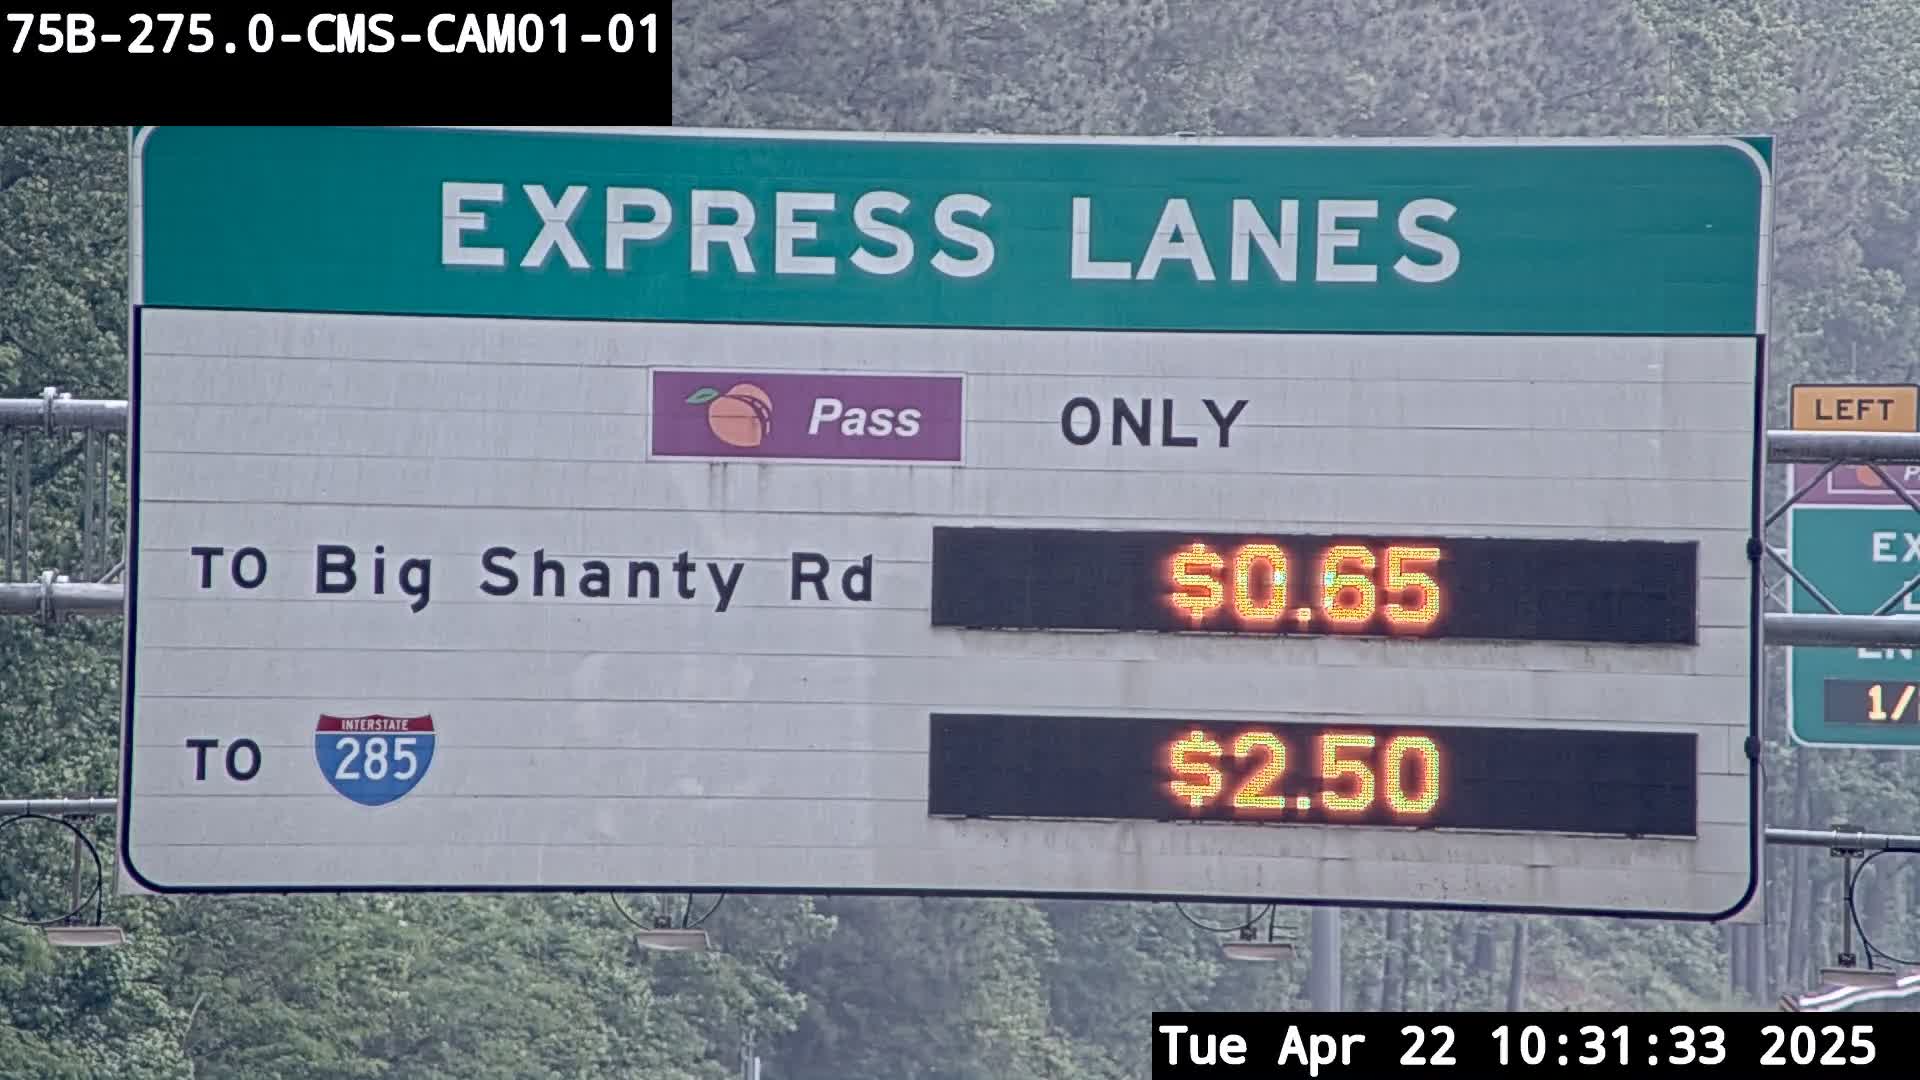 75B-275.0-CMS-CAM01-01
EXPRESS LANES
Pass ONLY
TO Big Shanty Rd $0.65
TO INTERSTATE 285 $2.50
LEFT
Tue Apr 22 10:31:33 2025